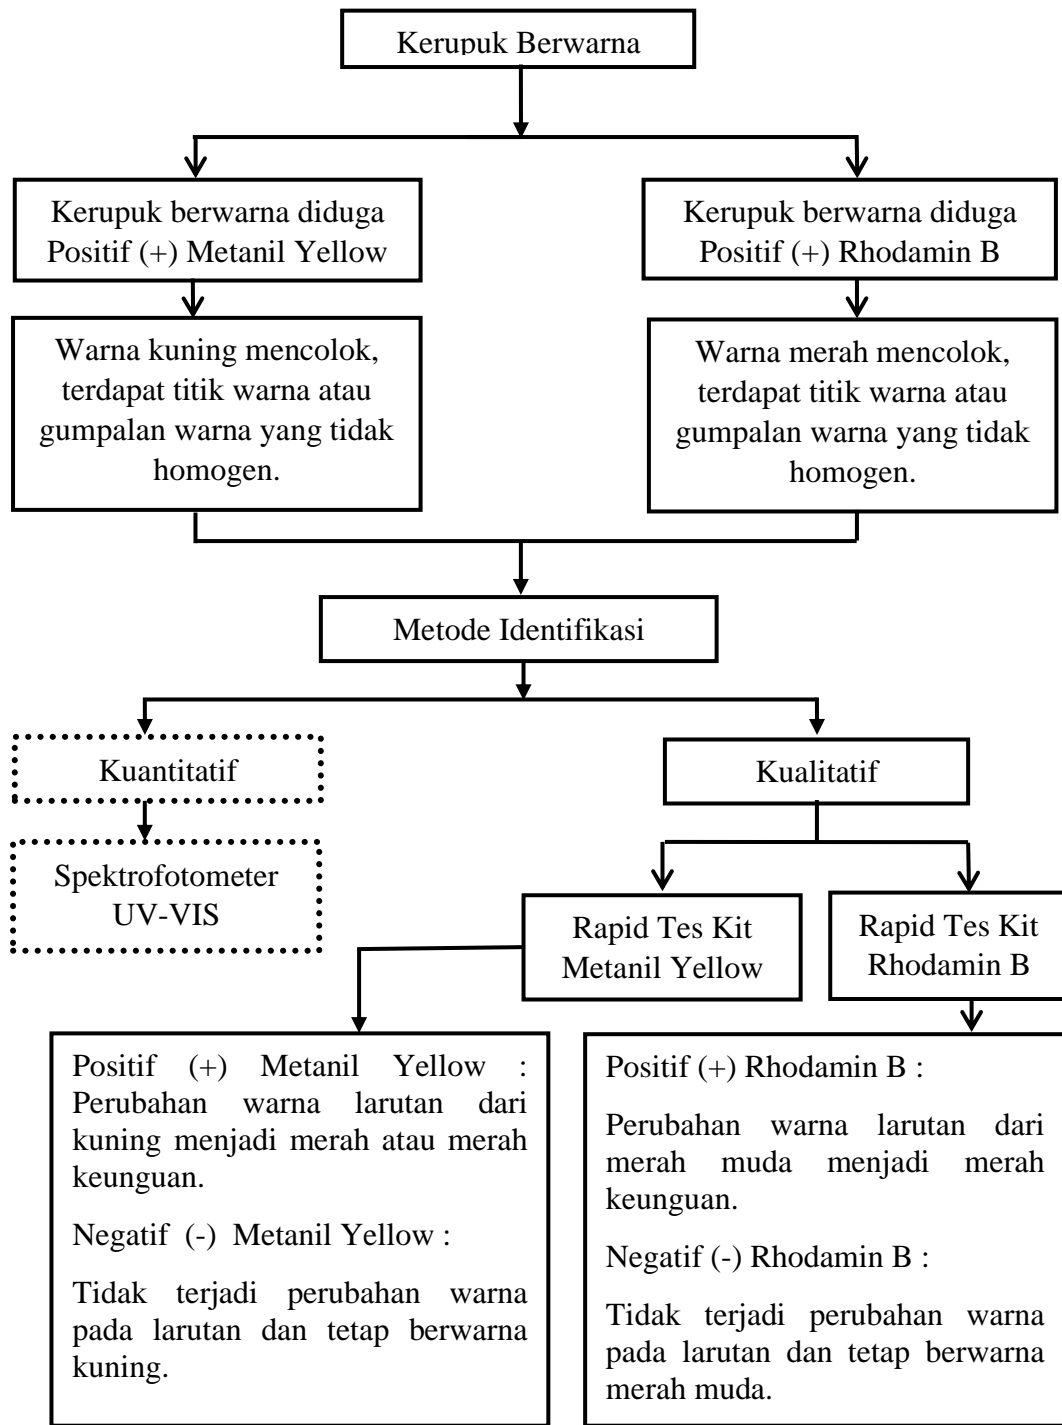 Kerupuk Berwarna
Kerupuk berwarna diduga
Positif (+) Metanil Yellow
Kerupuk berwarna diduga
Positif (+) Rhodamin B
Warna kuning mencolok,
terdapat titik warna atau
gumpalan warna yang tidak
homogen.
Warna merah mencolok,
terdapat titik warna atau
gumpalan warna yang tidak
homogen.
Metode Identifikasi
Kuantitatif
Kualitatif
Spektrofotometer
UV-VIS
Rapid Tes Kit
Metanil Yellow
Rapid Tes Kit
Rhodamin B
Positif (+) Metanil Yellow :
Perubahan warna larutan dari
kuning menjadi merah atau merah
keunguan.
Negatif (-) Metanil Yellow :
Tidak terjadi perubahan warna
pada larutan dan tetap berwarna
kuning.
Positif (+) Rhodamin B :
Perubahan warna larutan dari
merah muda menjadi merah
keunguan.
Negatif (-) Rhodamin B :
Tidak terjadi perubahan warna
pada larutan dan tetap berwarna
merah muda.